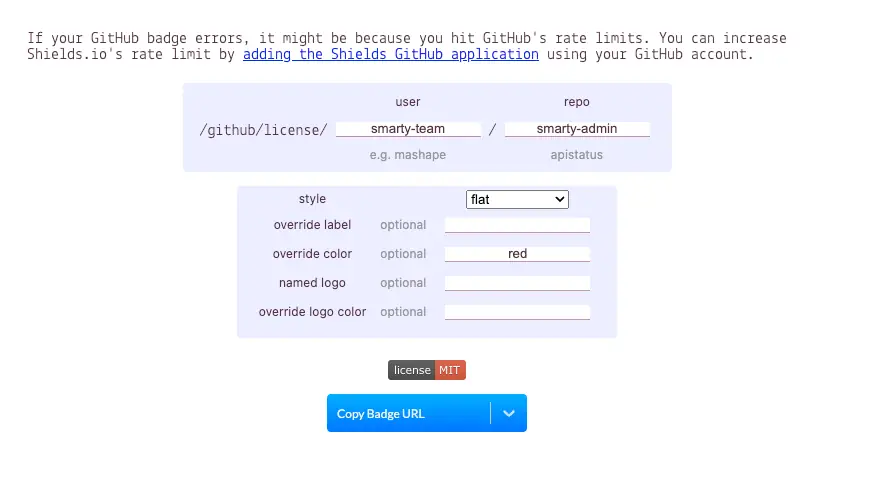 If your GitHub badge errors, it might be because you hit GitHub's rate limits. You can increase
Shields.io's rate limit by adding the Shields GitHub application using your GitHub account.
user repo
/github/license/ smarty-team / smarty-admin
e.g. mashape apistatus
style flat
override label optional
override color optional red
named logo optional
override logo color optional
license MIT
Copy Badge URL